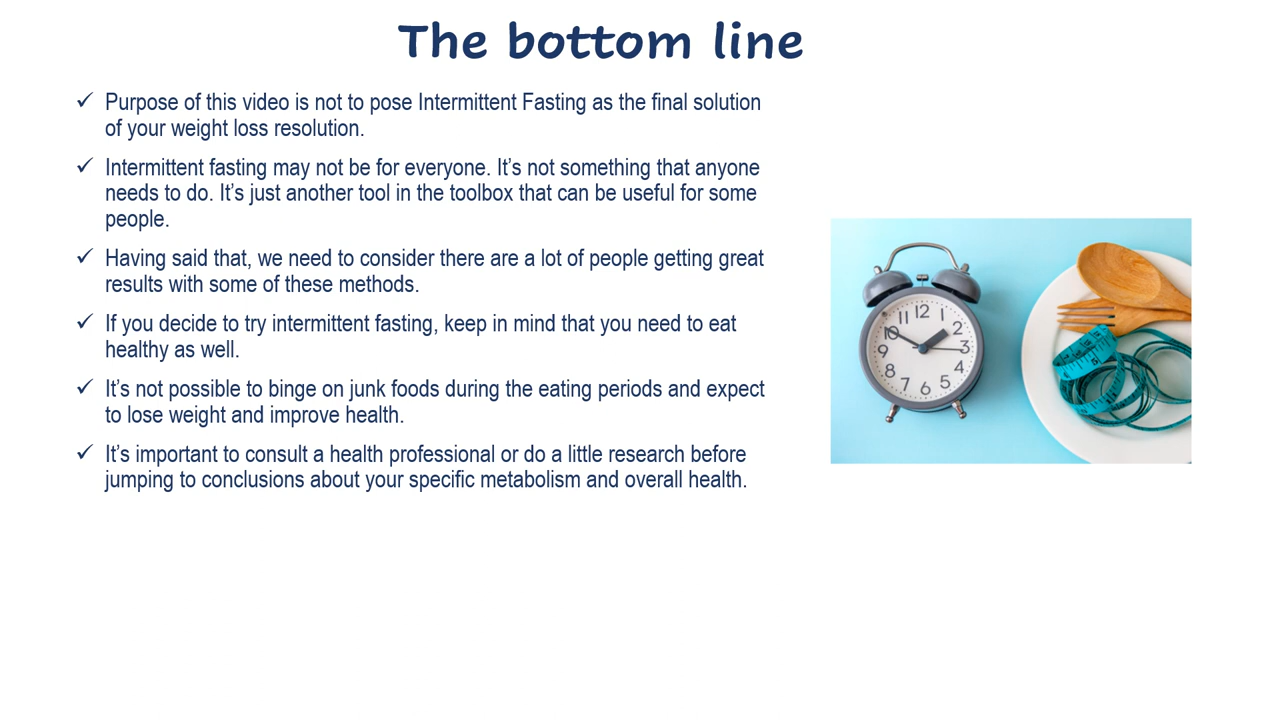 The bottom line
✓ Purpose of this video is not to pose Intermittent Fasting as the final solution
of your weight loss resolution.
✓ Intermittent fasting may not be for everyone. It’s not something that anyone
needs to do. It’s just another tool in the toolbox that can be useful for some
people.
✓ Having said that, we need to consider there are a lot of people getting great
results with some of these methods.
✓ If you decide to try intermittent fasting, keep in mind that you need to eat
healthy as well.
✓ It’s not possible to binge on junk foods during the eating periods and expect
to lose weight and improve health.
✓ It’s important to consult a health professional or do a little research before
jumping to conclusions about your specific metabolism and overall health.
12
11 1
10 2
9 3
8 4
7 5
6